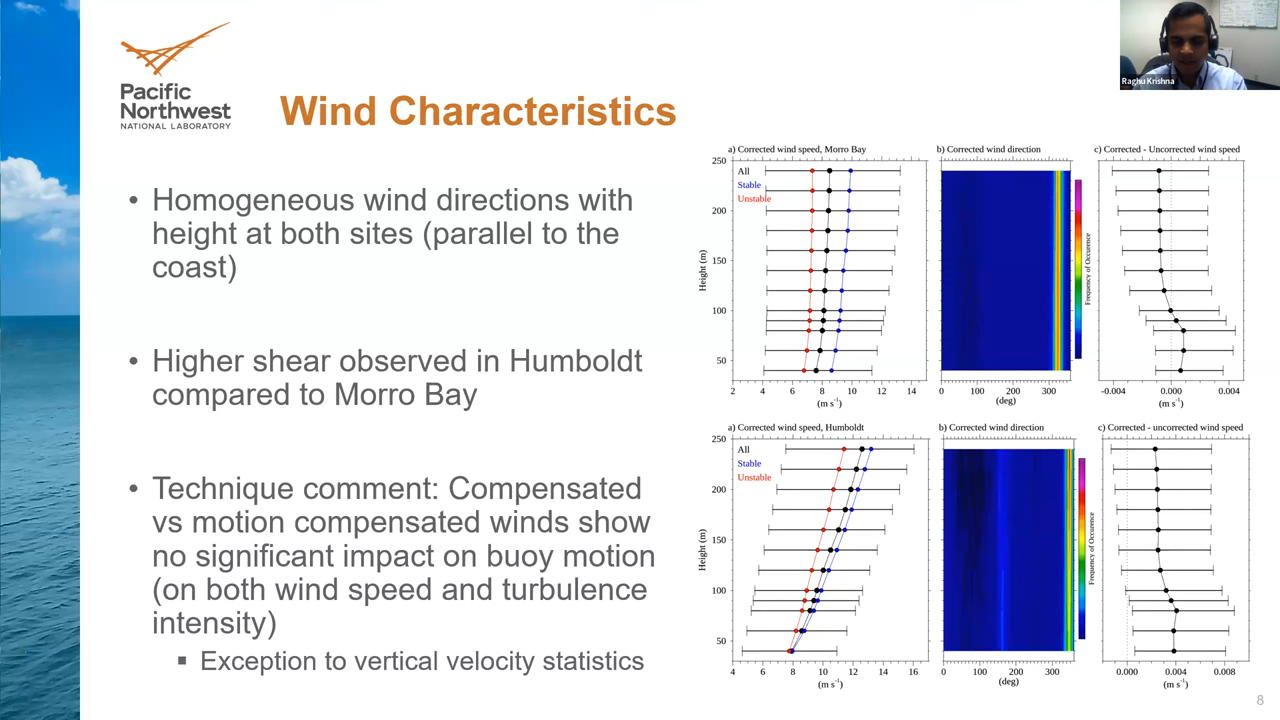 Pacific
Northwest
NATIONAL LABORATORY
Wind Characteristics
Raghu Krishna
• Homogeneous wind directions with
height at both sites (parallel to the
coast)
• Higher shear observed in Humboldt
compared to Morro Bay
• Technique comment: Compensated
vs motion compensated winds show
no significant impact on buoy motion
(on both wind speed and turbulence
intensity)
▪ Exception to vertical velocity statistics
a) Corrected wind speed, Morro Bay
250
200
150
100
50
Height (m)
All
Stable
Unstable
2 4 6 8 10 12 14
(m s⁻¹)
b) Corrected wind direction
0 100 200 300
(deg)
Frequency of Occurence
c) Corrected - Uncorrected wind speed
-0.004 0.000 0.004
(m s⁻¹)
a) Corrected wind speed, Humboldt
250
200
150
100
50
Height (m)
All
Stable
Unstable
4 6 8 10 12 14 16
(m s⁻¹)
b) Corrected wind direction
0 100 200 300
(deg)
Frequency of Occurence
c) Corrected - uncorrected wind speed
0.000 0.004 0.008
(m s⁻¹)
8